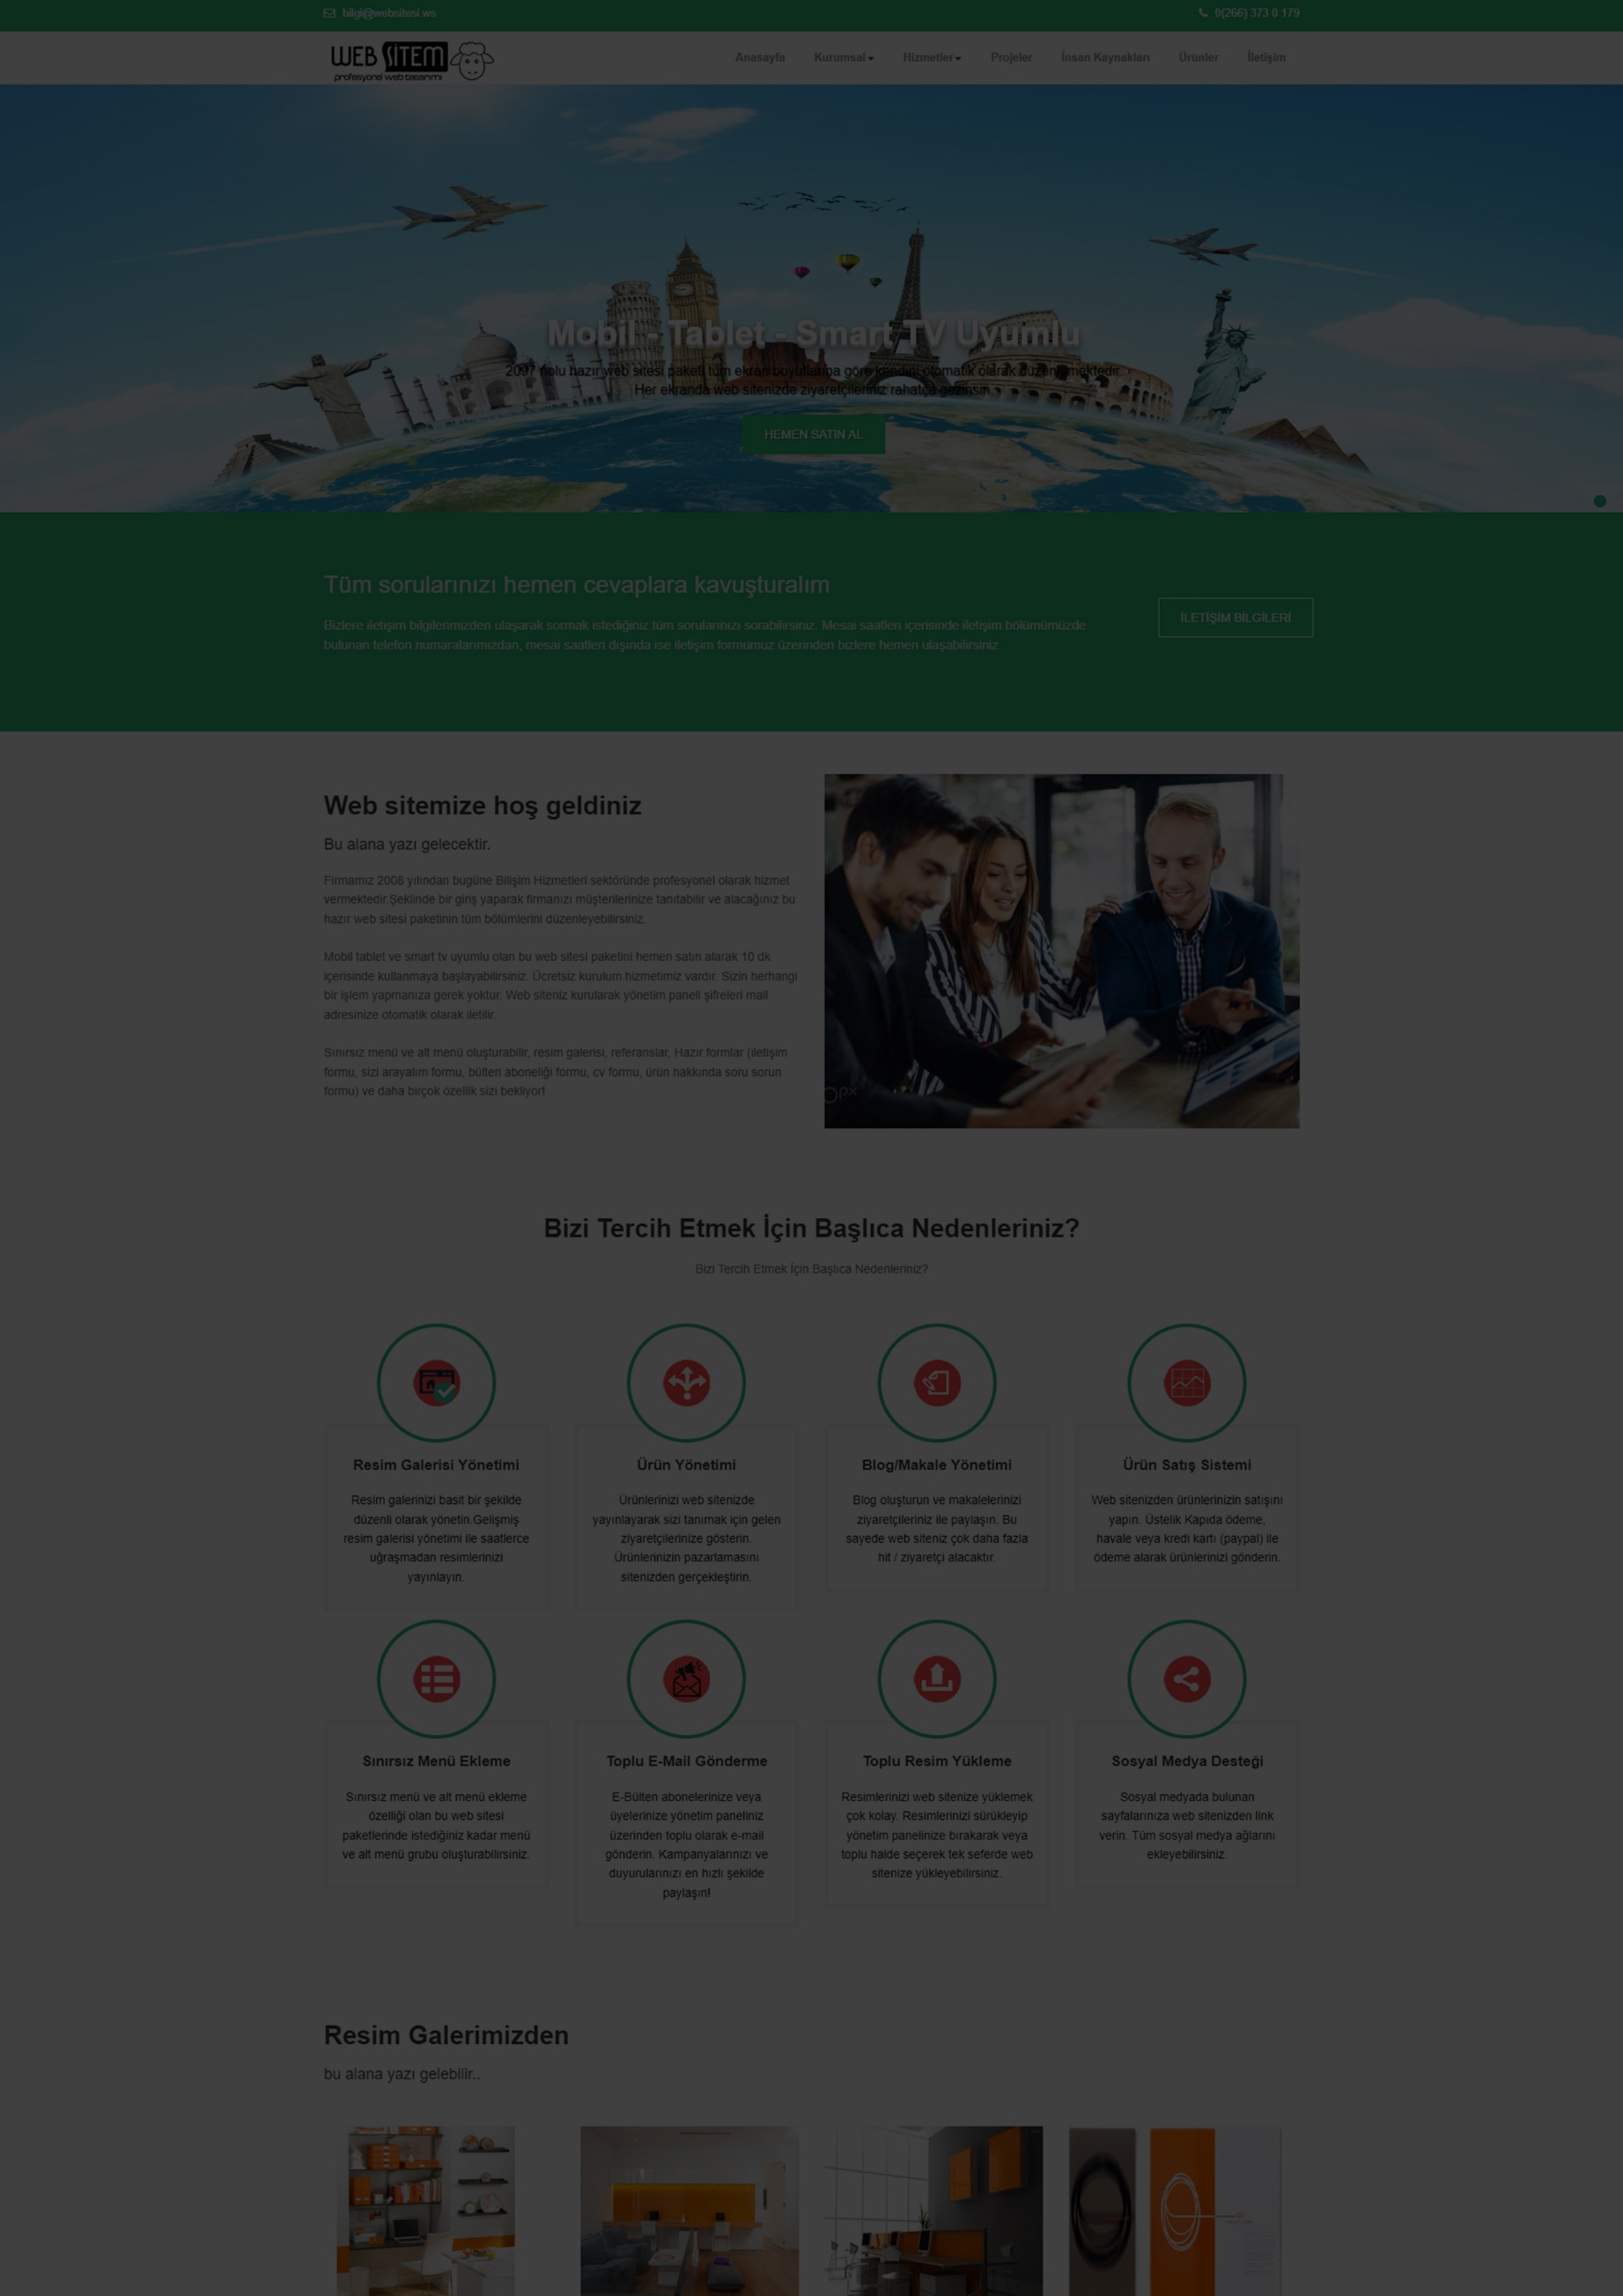 bilgi@websitesi.ws
0(266) 373 0 179
WEB SİTEM
profesyonel web tasarımı
Anasayfa Kurumsal Hizmetler Projeler İnsan Kaynakları Ürünler İletişim
Mobil - Tablet - Smart TV Uyumlu
2097 nolu hazır web sitesi paketi tüm ekran boyutlarına göre kendini otomatik olarak düzenlemektedir.
Her ekranda web sitenizde ziyaretçileriniz rahatça gezinsin.
HEMEN SATIN AL
Tüm sorularınızı hemen cevaplara kavuşturalım
Bizlere iletişim bilgilerimizden ulaşarak sormak istediğiniz tüm sorularınızı sorabilirsiniz. Mesai saatleri içerisinde iletişim bölümümüzde
bulunan telefon numaralarımızdan, mesai saatleri dışında ise iletişim formumuz üzerinden bizlere hemen ulaşabilirsiniz.
İLETİŞİM BİLGİLERİ
Web sitemize hoş geldiniz
Bu alana yazı gelecektir.
Firmamız 2008 yılından bugüne Bilişim Hizmetleri sektöründe profesyonel olarak hizmet
vermektedir.Şeklinde bir giriş yaparak firmanızı müşterilerinize tanıtabilir ve alacağınız bu
hazır web sitesi paketinin tüm bölümlerini düzenleyebilirsiniz.
Mobil tablet ve smart tv uyumlu olan bu web sitesi paketini hemen satın alarak 10 dk
içerisinde kullanmaya başlayabilirsiniz. Ücretsiz kurulum hizmetimiz vardır. Sizin herhangi
bir işlem yapmanıza gerek yoktur. Web siteniz kurularak yönetim paneli şifreleri mail
adresinize otomatik olarak iletilir.
Sınırsız menü ve alt menü oluşturabilir, resim galerisi, referanslar, Hazır formlar (iletişim
formu, sizi arayalım formu, bülten aboneliği formu, cv formu, ürün hakkında soru sorun
formu) ve daha birçok özellik sizi bekliyor!
px
Bizi Tercih Etmek İçin Başlıca Nedenleriniz?
Bizi Tercih Etmek İçin Başlıca Nedenleriniz?
Resim Galerisi Yönetimi
Resim galerinizi basit bir şekilde
düzenli olarak yönetin.Gelişmiş
resim galerisi yönetimi ile saatlerce
uğraşmadan resimlerinizi
yayınlayın.
Ürün Yönetimi
Ürünlerinizi web sitenizde
yayınlayarak sizi tanımak için gelen
ziyaretçilerinize gösterin.
Ürünlerinizin pazarlamasını
sitenizden gerçekleştirin.
Blog/Makale Yönetimi
Blog oluşturun ve makalelerinizi
ziyaretçileriniz ile paylaşın. Bu
sayede web siteniz çok daha fazla
hit / ziyaretçi alacaktır.
Ürün Satış Sistemi
Web sitenizden ürünlerinizin satışını
yapın. Üstelik Kapıda ödeme,
havale veya kredi kartı (paypal) ile
ödeme alarak ürünlerinizi gönderin.
Sınırsız Menü Ekleme
Sınırsız menü ve alt menü ekleme
özelliği olan bu web sitesi
paketlerinde istediğiniz kadar menü
ve alt menü grubu oluşturabilirsiniz.
Toplu E-Mail Gönderme
E-Bülten abonelerinize veya
üyelerinize yönetim paneliniz
üzerinden toplu olarak e-mail
gönderin. Kampanyalarınızı ve
duyurularınızı en hızlı şekilde
paylaşın!
Toplu Resim Yükleme
Resimlerinizi web sitenize yüklemek
çok kolay. Resimlerinizi sürükleyip
yönetim panelinize bırakarak veya
toplu halde seçerek tek seferde web
sitenize yükleyebilirsiniz.
Sosyal Medya Desteği
Sosyal medyada bulunan
sayfalarınıza web sitenizden link
verin. Tüm sosyal medya ağlarını
ekleyebilirsiniz.
Resim Galerimizden
bu alana yazı gelebilir..